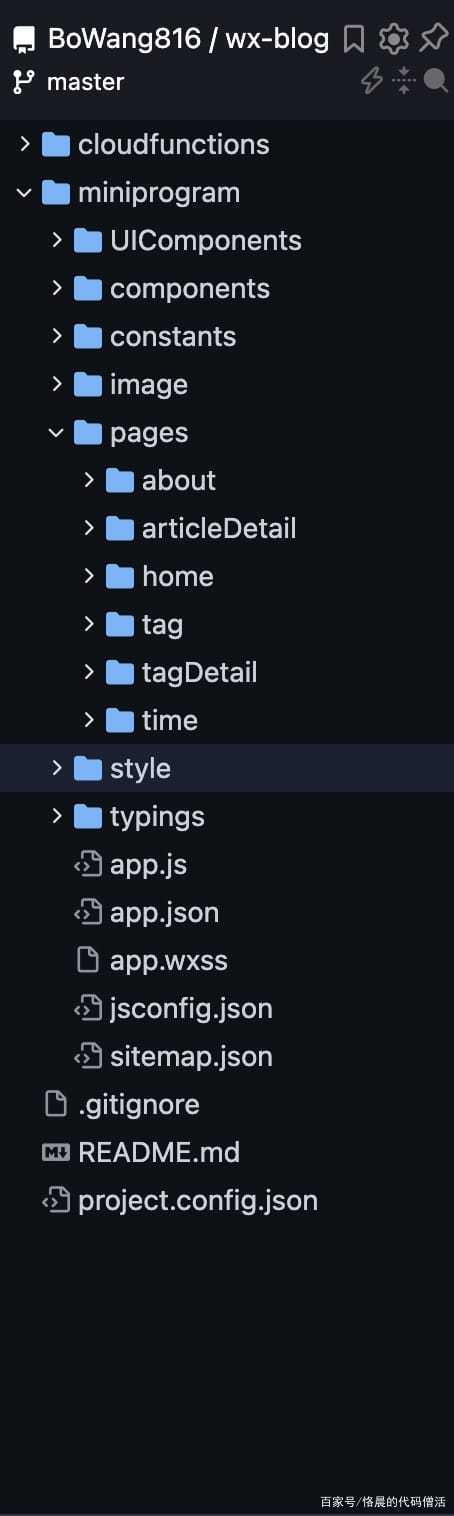 BoWang816 / wx-blog
master
cloudfunctions
miniprogram
UIComponents
components
constants
image
pages
about
articleDetail
home
tag
tagDetail
time
style
typings
app.js
app.json
app.wxss
jsconfig.json
sitemap.json
.gitignore
README.md
project.config.json
百家号/恪晨的代码僧活